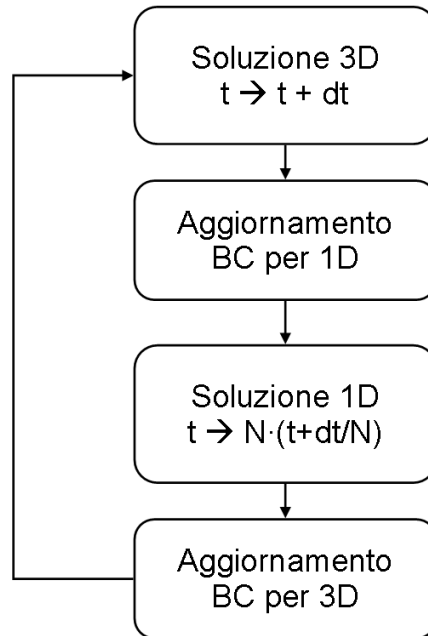 Soluzione 3D
t → t + dt
Aggiornamento
BC per 1D
Soluzione 1D
t → N·(t+dt/N)
Aggiornamento
BC per 3D